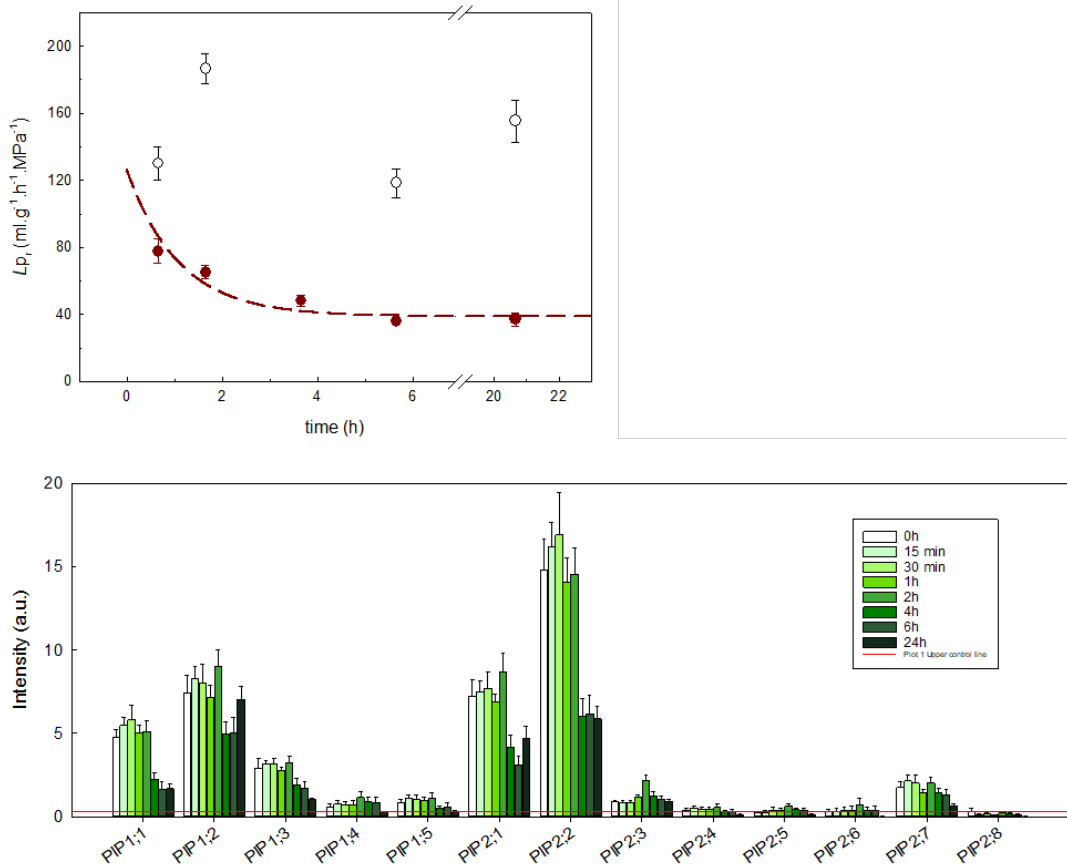 200
160
120
80
40
0
Lpr (ml.g-1.h-1.MPa-1)
0 2 4 6 20 22
time (h)
20
15
10
5
0
Intensity (a.u.)
0h
15 min
30 min
1h
2h
4h
6h
24h
Plot 1 Upper control line
PIP1;1 PIP1;2 PIP1;3 PIP1;4 PIP1;5 PIP2;1 PIP2;2 PIP2;3 PIP2;4 PIP2;5 PIP2;6 PIP2;7 PIP2;8